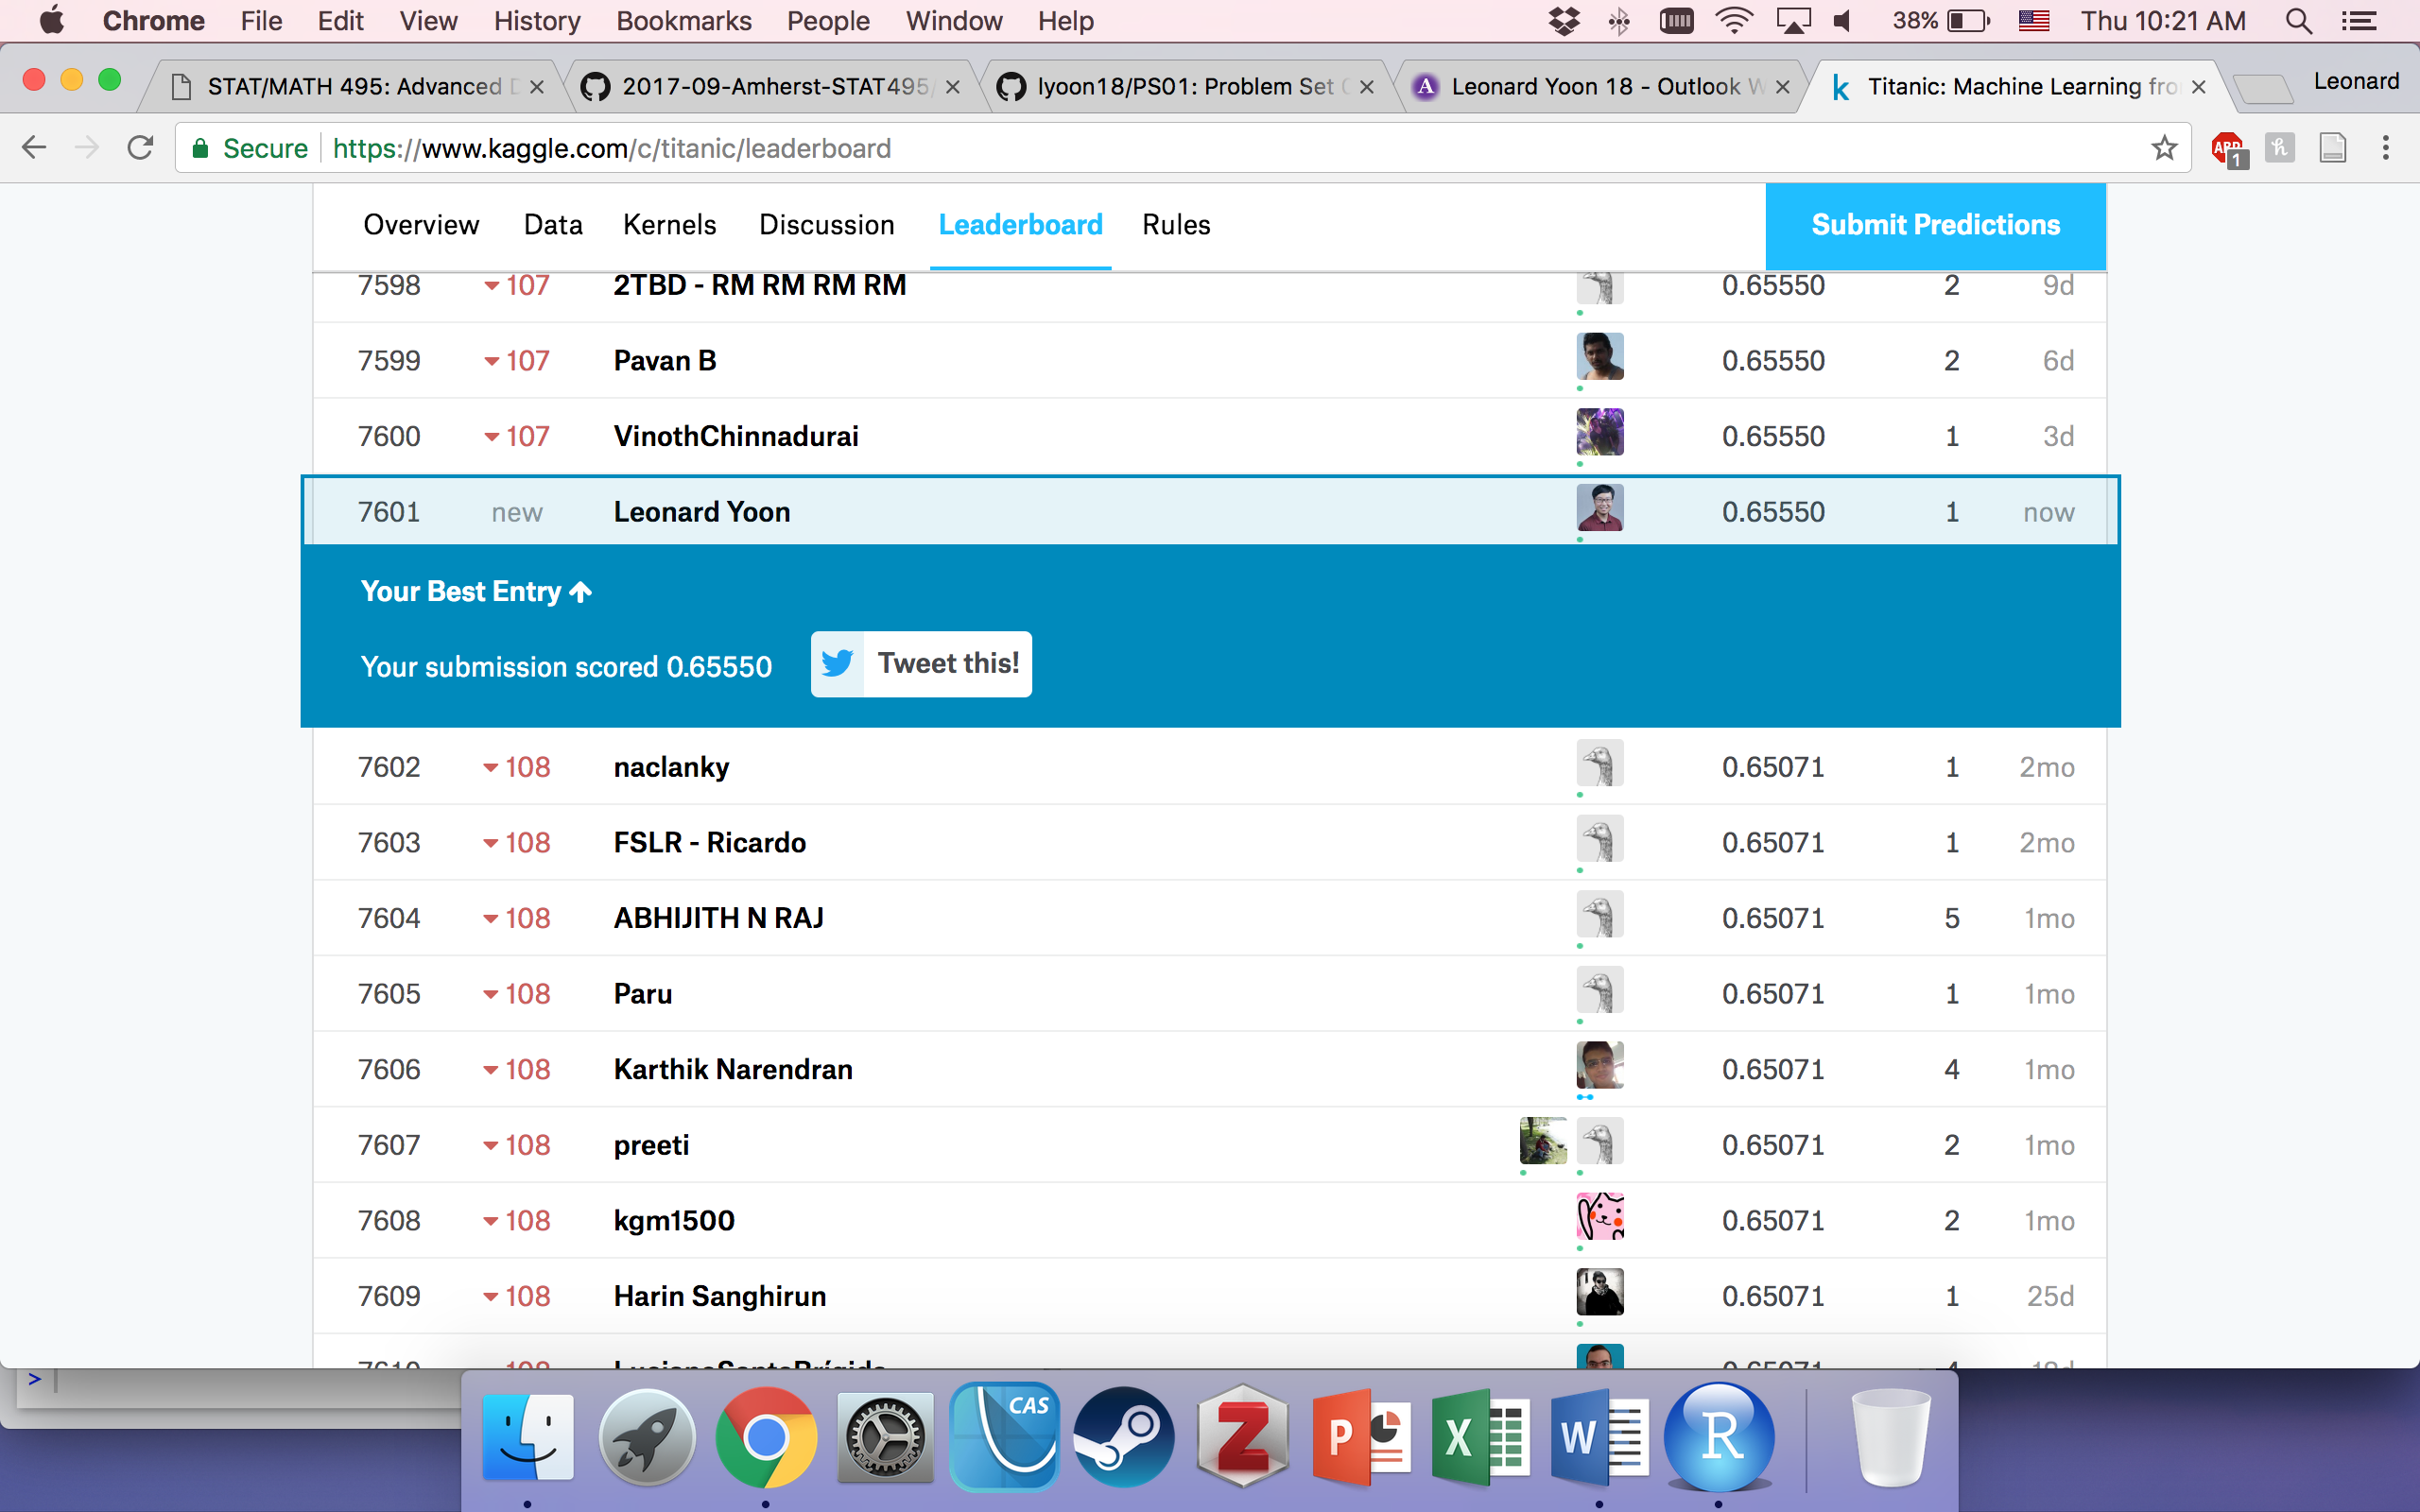 Chrome File Edit View History Bookmarks People Window Help 38% Thu 10:21 AM
STAT/MATH 495: Advanced D 2017-09-Amherst-STAT495/ lyoon18/PS01: Problem Set A Leonard Yoon 18 - Outlook W k Titanic: Machine Learning fro Leonard
Secure https://www.kaggle.com/c/titanic/leaderboard ABP 1 h
Overview Data Kernels Discussion Leaderboard Rules Submit Predictions
7598 107 2TBD - RM RM RM RM 0.65550 2 9d
7599 107 Pavan B 0.65550 2 6d
7600 107 VinothChinnadurai 0.65550 1 3d
7601 new Leonard Yoon 0.65550 1 now
Your Best Entry
Your submission scored 0.65550 Tweet this!
7602 108 naclanky 0.65071 1 2mo
7603 108 FSLR - Ricardo 0.65071 1 2mo
7604 108 ABHIJITH N RAJ 0.65071 5 1mo
7605 108 Paru 0.65071 1 1mo
7606 108 Karthik Narendran 0.65071 4 1mo
7607 108 preeti 0.65071 2 1mo
7608 108 kgm1500 0.65071 2 1mo
7609 108 Harin Sanghirun 0.65071 1 25d
>
CAS Z P X W R